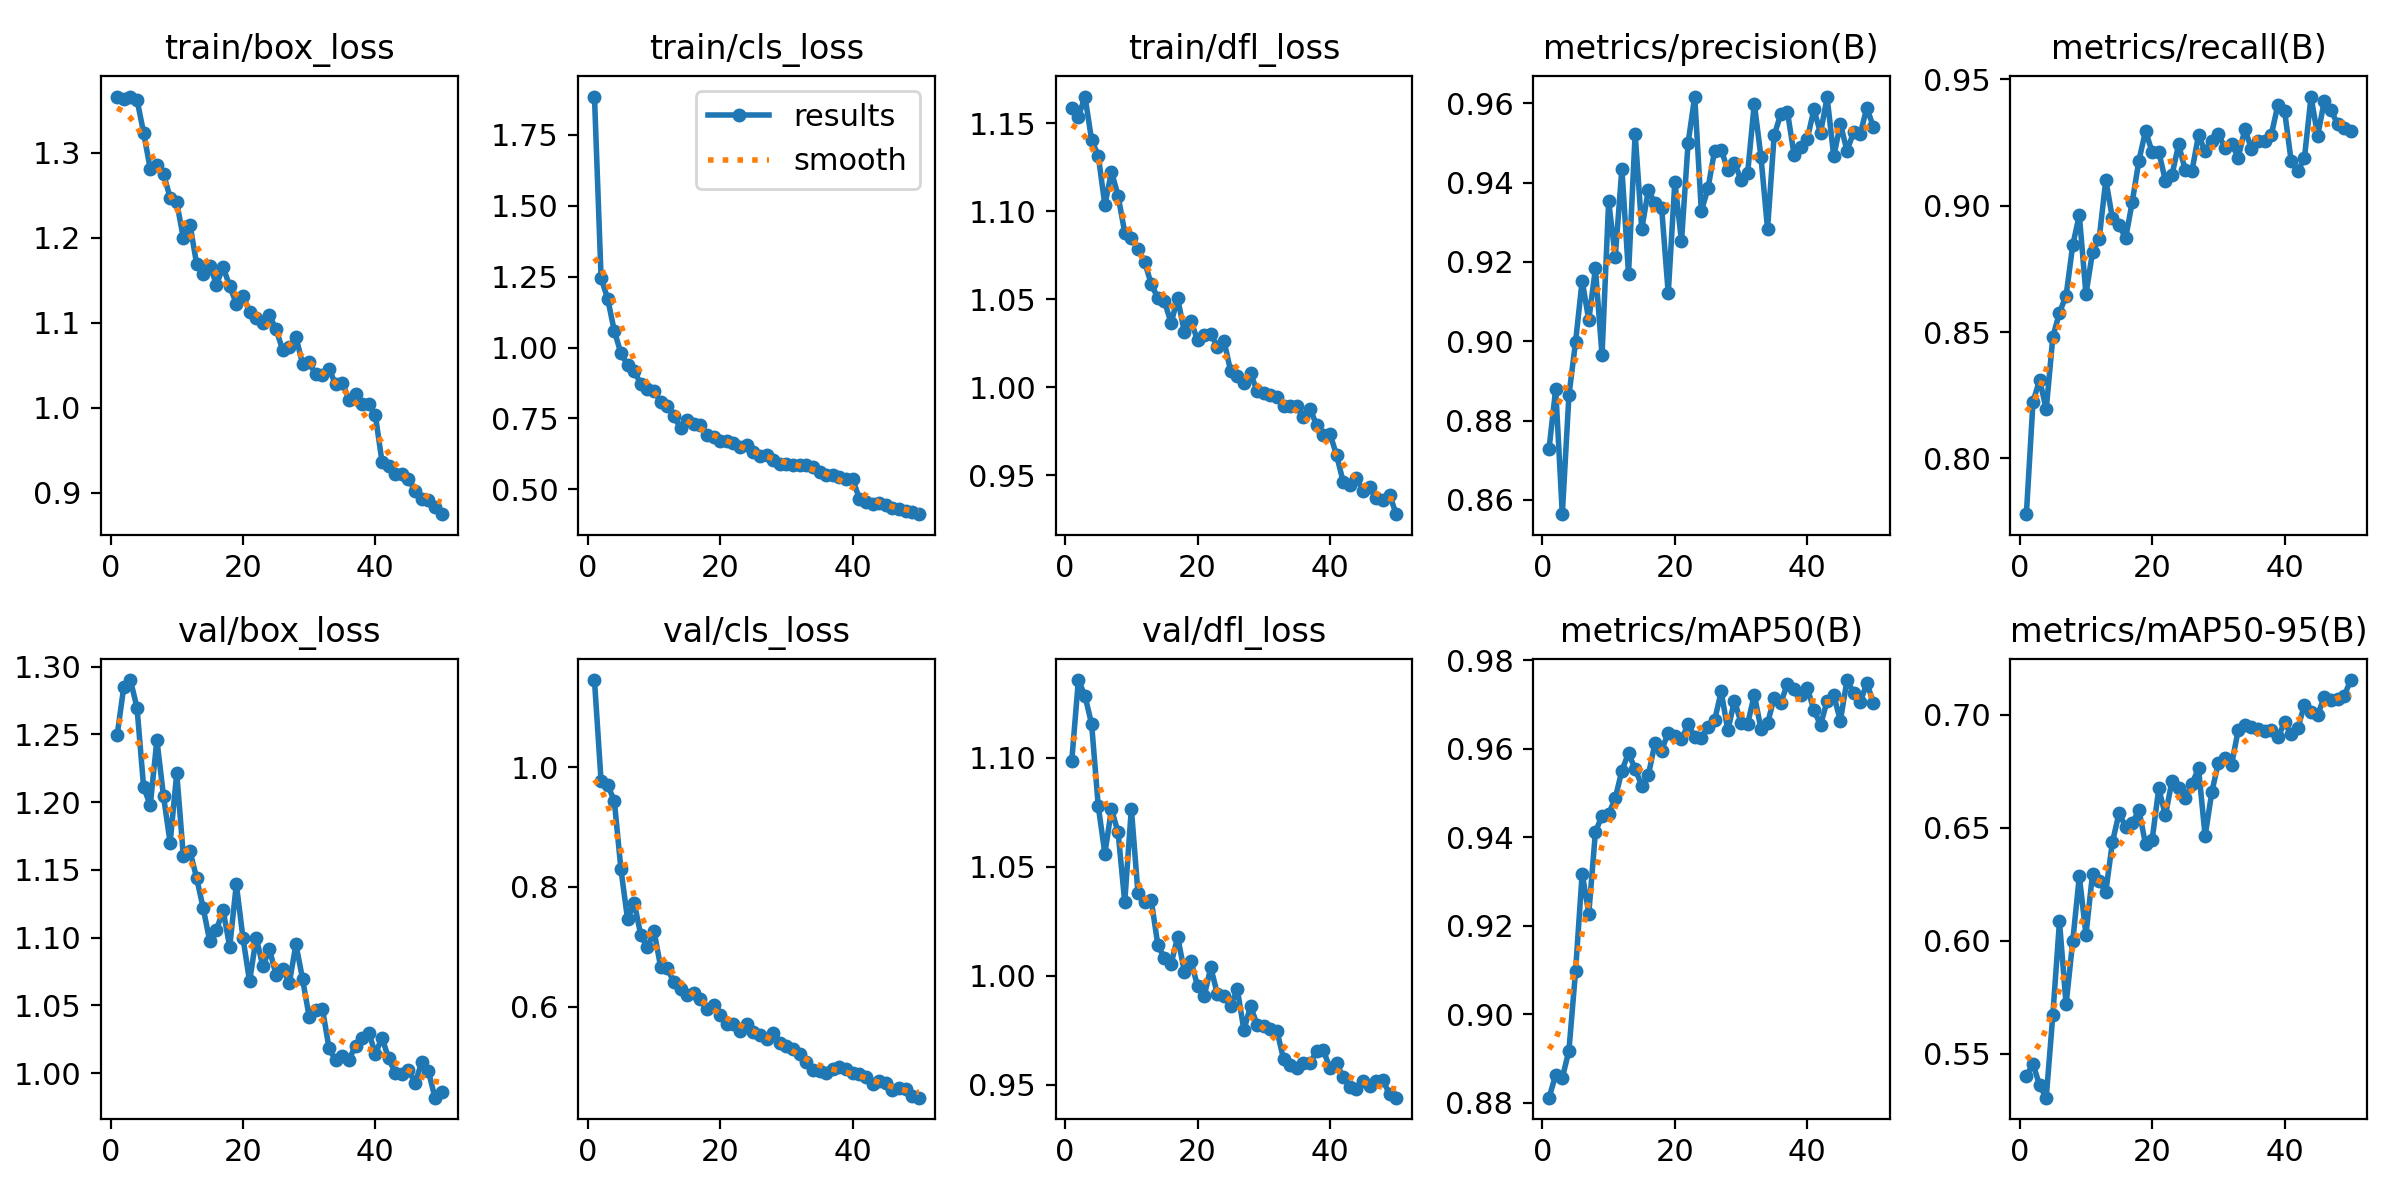 train/box_loss
1.3
1.2
1.1
1.0
0.9
0 20 40
train/cls_loss
results
smooth
1.75
1.50
1.25
1.00
0.75
0.50
0 20 40
train/dfl_loss
1.15
1.10
1.05
1.00
0.95
0 20 40
metrics/precision(B)
0.96
0.94
0.92
0.90
0.88
0.86
0 20 40
metrics/recall(B)
0.95
0.90
0.85
0.80
0 20 40
val/box_loss
1.30
1.25
1.20
1.15
1.10
1.05
1.00
0 20 40
val/cls_loss
1.0
0.8
0.6
0 20 40
val/dfl_loss
1.10
1.05
1.00
0.95
0 20 40
metrics/mAP50(B)
0.98
0.96
0.94
0.92
0.90
0.88
0 20 40
metrics/mAP50-95(B)
0.70
0.65
0.60
0.55
0 20 40